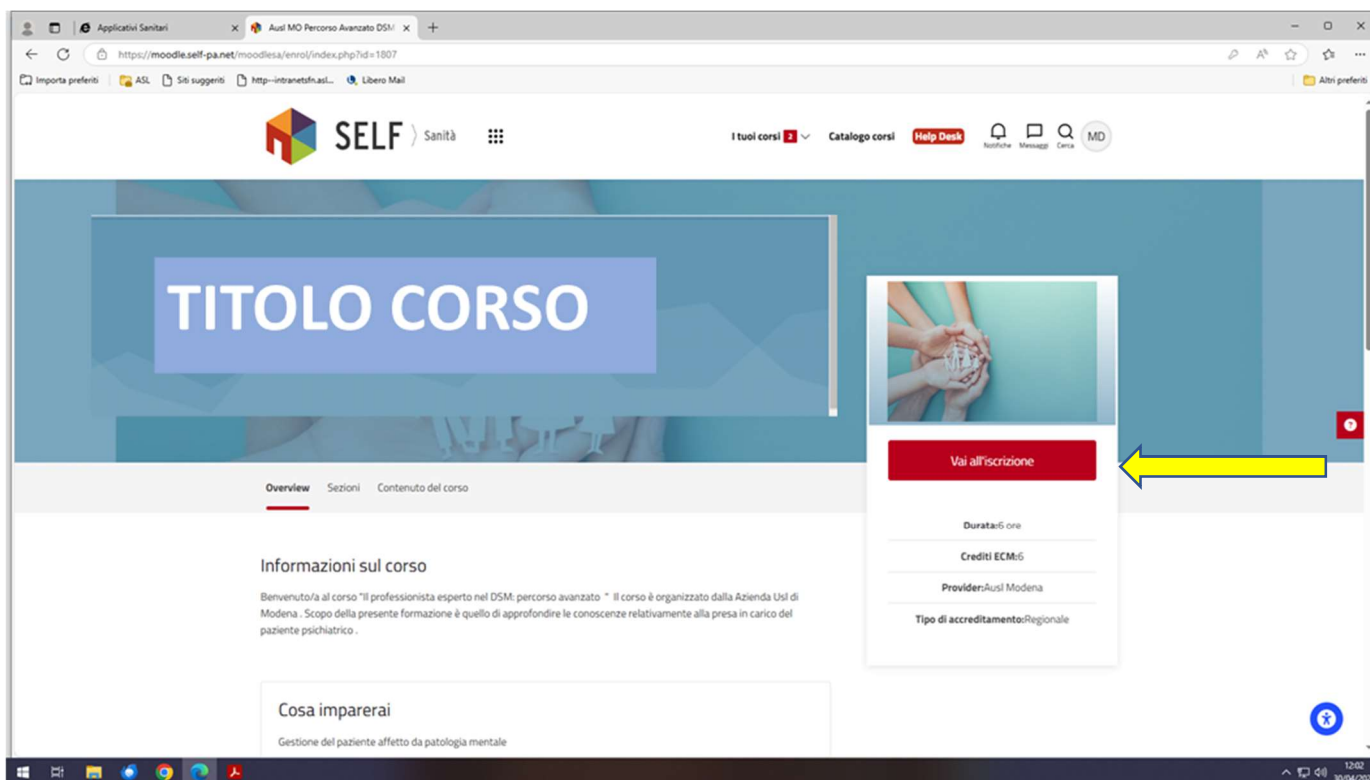 Applicativi Sanitari
Ausl MO Percorso Avanzato DSM
https://moodle.self-pa.net/moodlesa/enrol/index.php?id=1807
Importa preferiti
ASL
Siti suggeriti
http--intranetsfn.asl...
Libero Mail
Altri preferiti
SELF Sanità
I tuoi corsi 2
Catalogo corsi
Help Desk
Notifiche
Messaggi
Cerca
MD
TITOLO CORSO
Vai all'iscrizione
Overview
Sezioni
Contenuto del corso
Durata:6 ore
Crediti ECM:6
Provider:Ausl Modena
Tipo di accreditamento:Regionale
Informazioni sul corso
Benvenuto/a al corso "Il professionista esperto nel DSM: percorso avanzato " Il corso è organizzato dalla Azienda Usl di
Modena . Scopo della presente formazione è quello di approfondire le conoscenze relativamente alla presa in carico del
paziente psichiatrico .
Cosa imparerai
Gestione del paziente affetto da patologia mentale
12:02